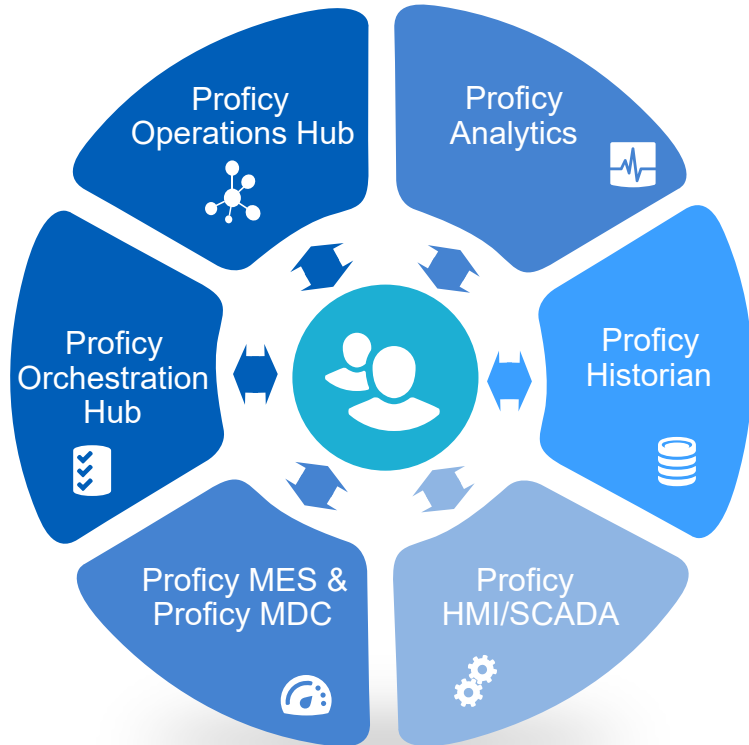 Proficy
Operations Hub
Proficy
Analytics
Proficy
Historian
Proficy
HMI/SCADA
Proficy MES &
Proficy MDC
Proficy
Orchestration
Hub